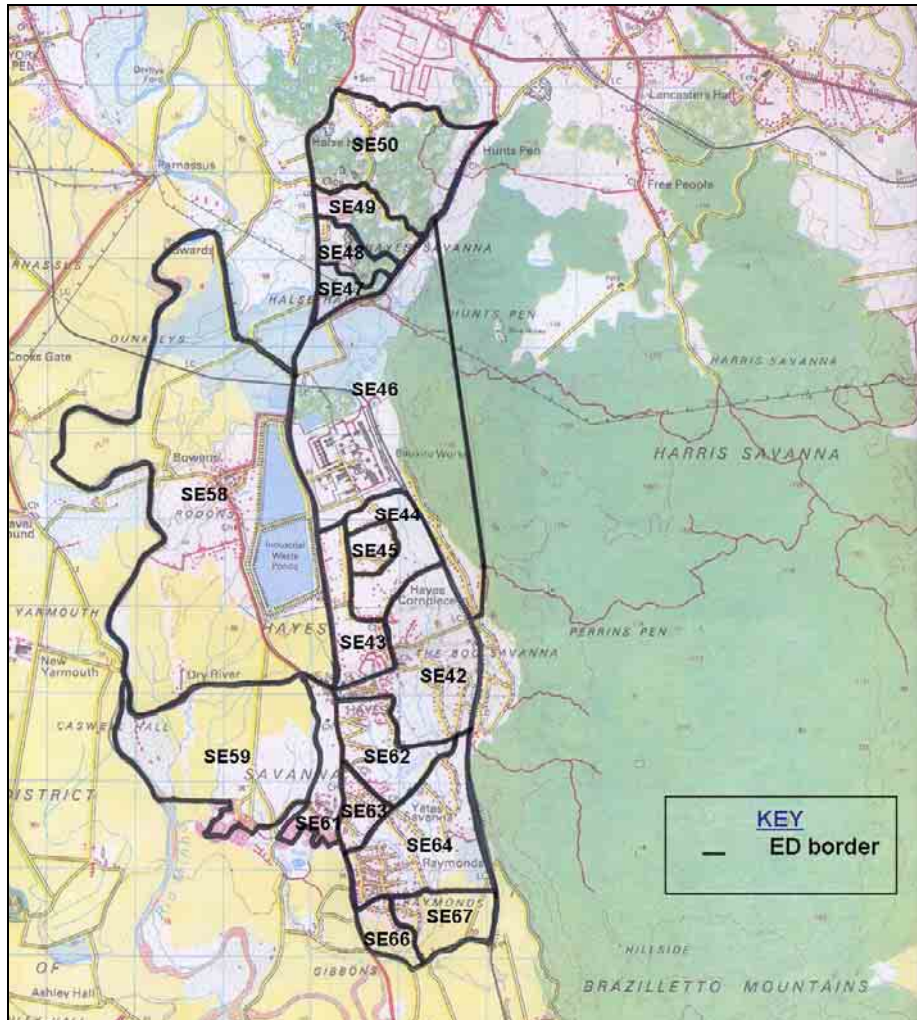 Lancasters Hall
Parnassus
SE50
Hunts Pen
Free People
SE49
HAYES SAVANNA
SE48
SE47
HALSE HALL
HUNTS PEN
DUNKLEYS
Cooks Gate
HARRIS SAVANNA
SE46
HARRIS SAVANNA
Bauxite Works
Bowens
SE58
RODONS
SE44
SE45
Industrial
Waste
Ponds
Hayes
Cornpiece
YARMOUTH
HAYES
PERRINS PEN
SE43
THE BOG SAVANNA
SE42
New
Yarmouth
Dry River
CASWELL HALL
HAYES
SE59
SE62
SAVANNA
DISTRICT
SE61
SE63
Yates
Savanna
KEY
ED border
SE64
Raymonds
RAYMONDS
SE67
SE66
HILLSIDE
OF
GIBBONS
Ashley Hall
BRAZILLETTO MOUNTAINS